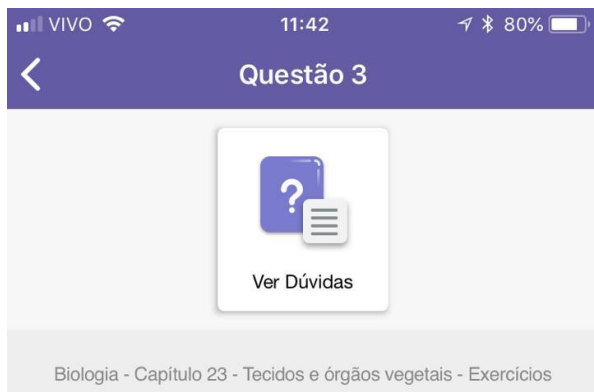 VIVO 11:42 80%
Questão 3
?
Ver Dúvidas
Biologia - Capítulo 23 - Tecidos e órgãos vegetais - Exercícios